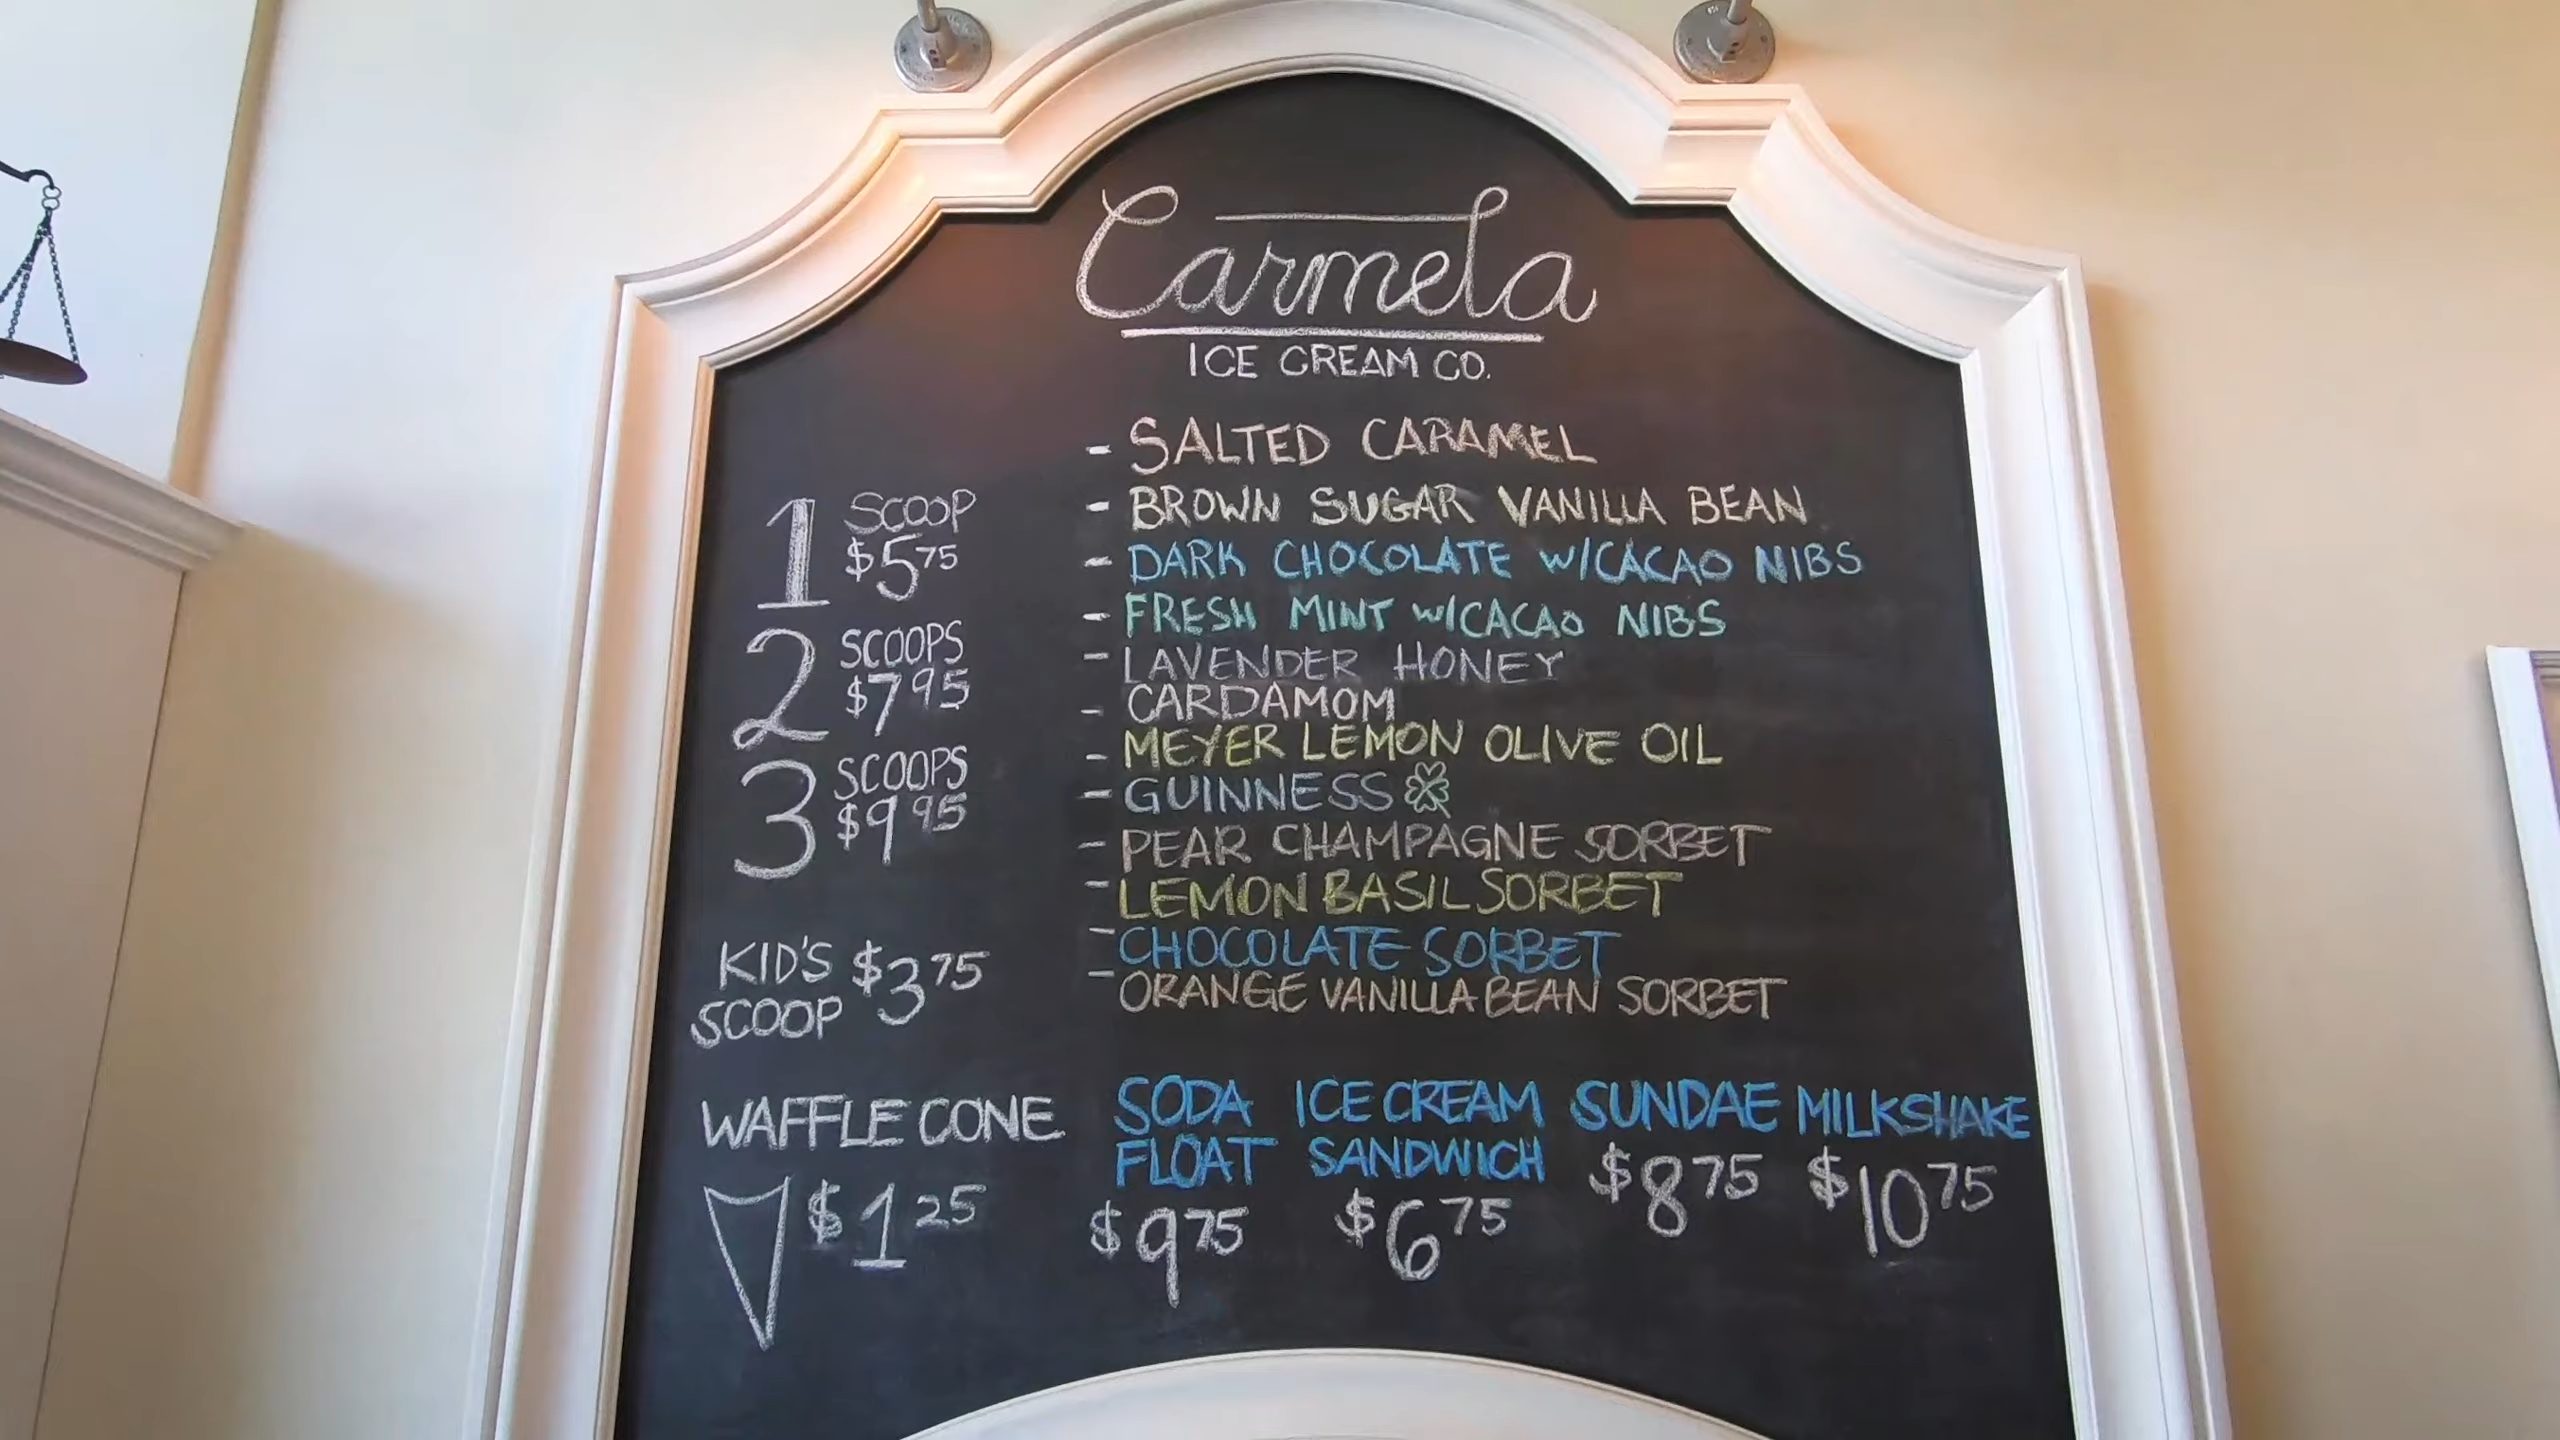 Carmela
ICE CREAM CO.
1 SCOOP
$5 75
2 SCOOPS
$7 95
3 SCOOPS
$9 95
KID'S $3 75
SCOOP
WAFFLE CONE
$1 25
- SALTED CARAMEL
- BROWN SUGAR VANILLA BEAN
- DARK CHOCOLATE W/CACAO NIBS
- FRESH MINT W/CACAO NIBS
- LAVENDER HONEY
- CARDAMOM
- MEYER LEMON OLIVE OIL
- GUINNESS
- PEAR CHAMPAGNE SORBET
- LEMON BASIL SORBET
- CHOCOLATE SORBET
- ORANGE VANILLA BEAN SORBET
SODA
FLOAT
$9 75
ICE CREAM
SANDWICH
$6 75
SUNDAE
$8 75
MILKSHAKE
$10 75